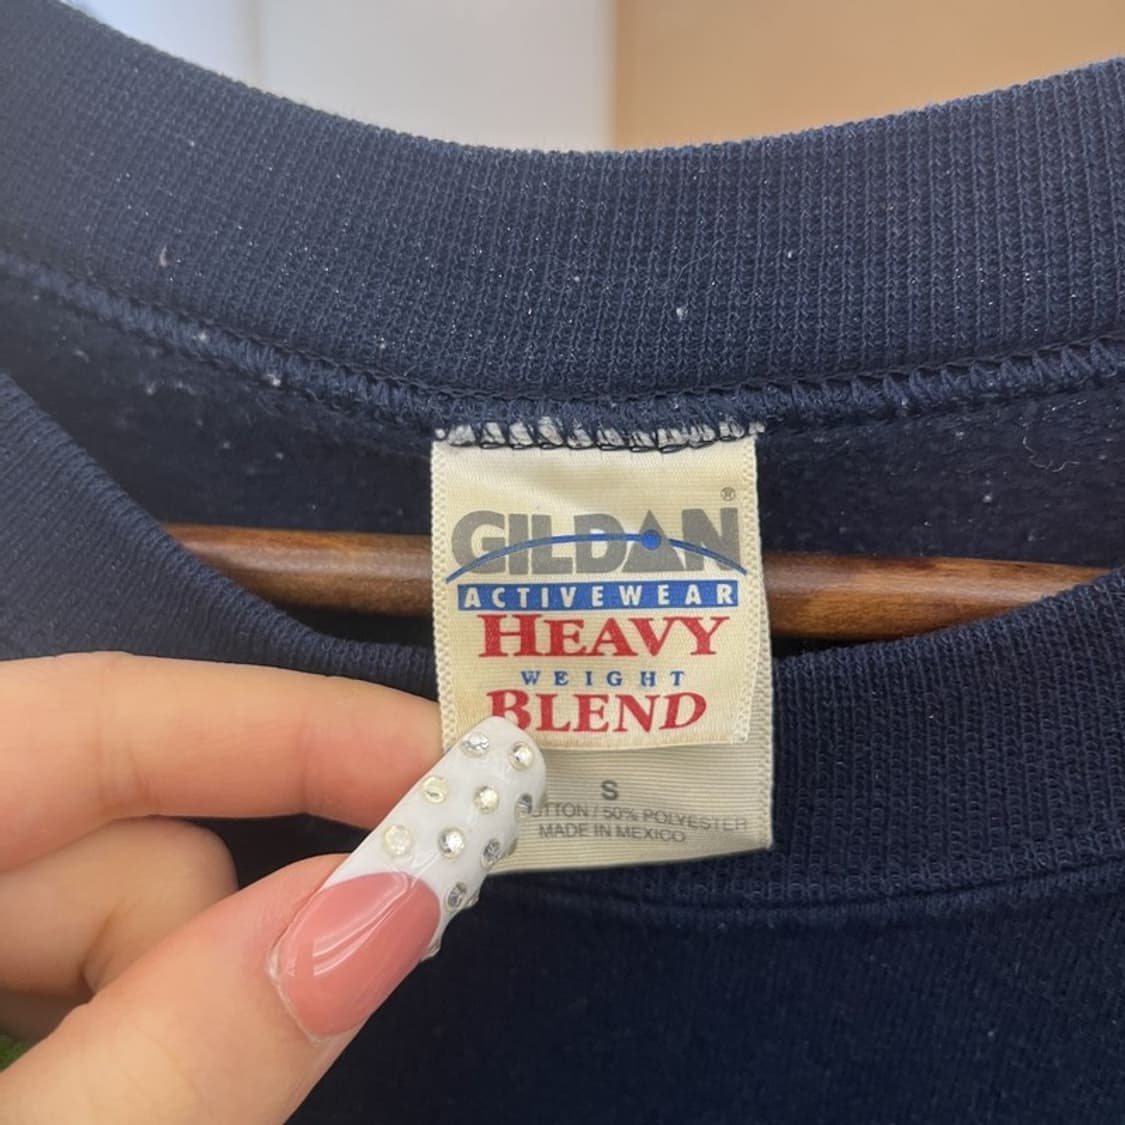 GILDAN®
ACTIVEWEAR
HEAVY
WEIGHT
BLEND
S
/ 50% POLYESTER
MADE IN MEXICO